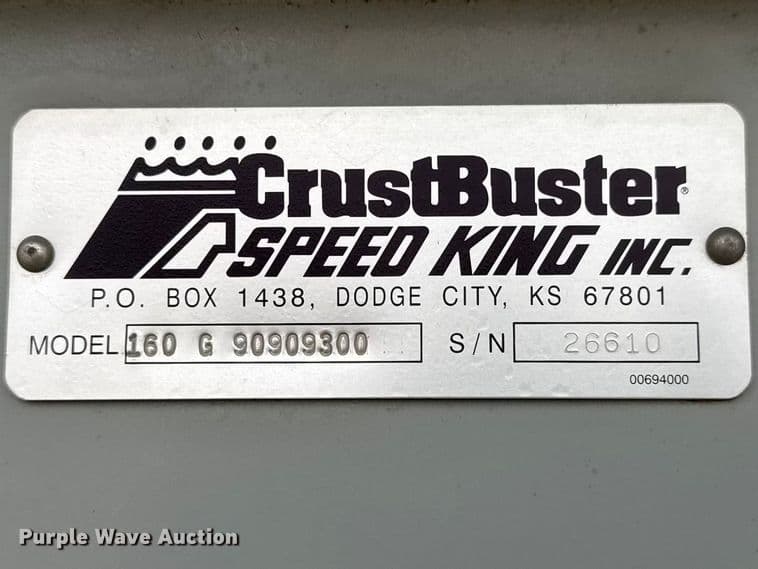 CrustBuster®
SPEED KING INC.
P.O. BOX 1438, DODGE CITY, KS 67801
MODEL 160 G 90909300 S/N 26610
00694000
Purple Wave Auction